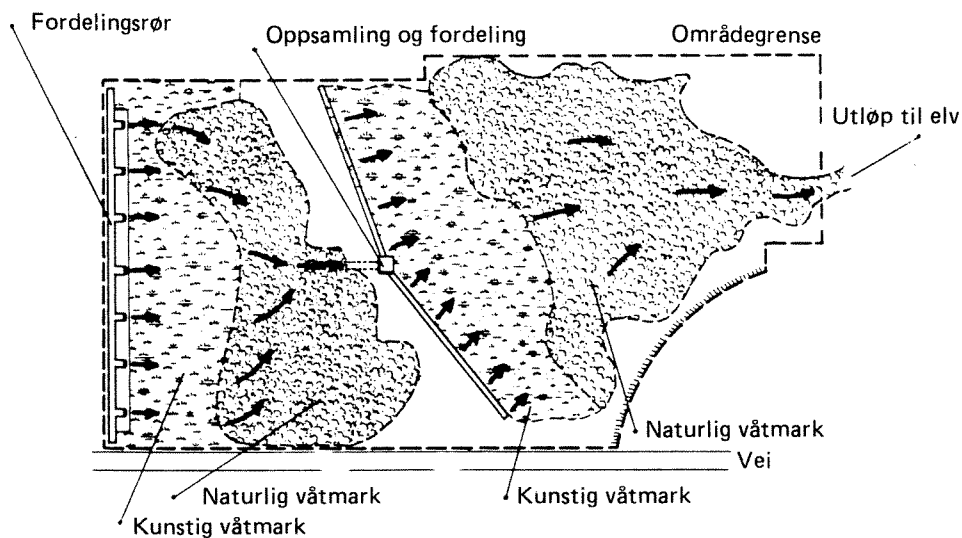 Fordelingsrør
Oppsamling og fordeling
Områdegrense
Utløp til elv
Naturlig våtmark
Vei
Naturlig våtmark
Kunstig våtmark
Kunstig våtmark